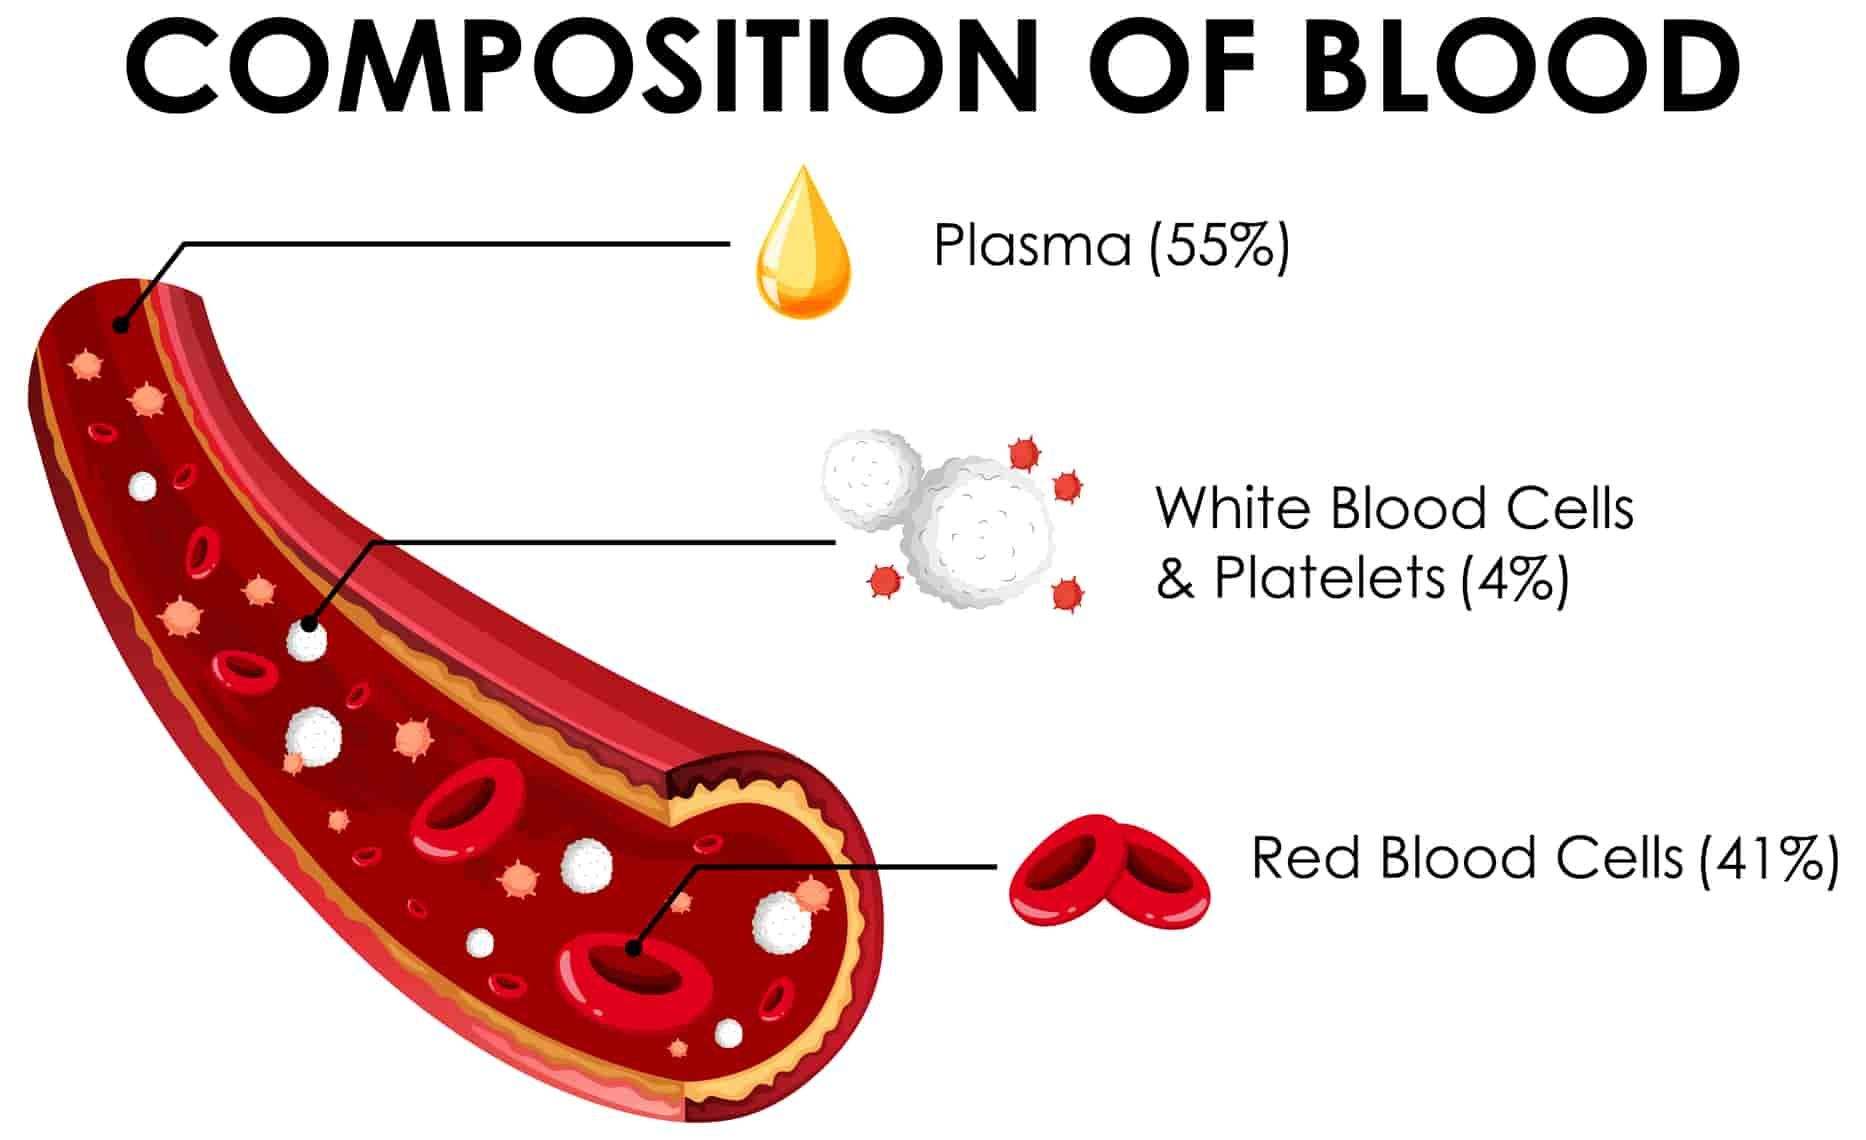 COMPOSITION OF BLOOD
Plasma (55%)
White Blood Cells
& Platelets (4%)
Red Blood Cells (41%)